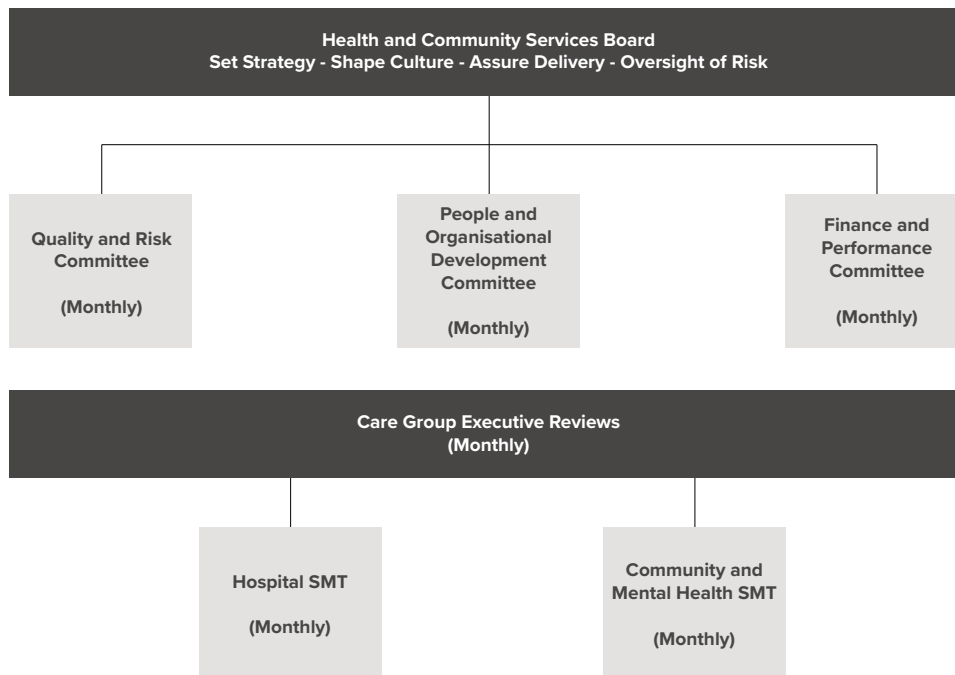 Health and Community Services Board
Set Strategy - Shape Culture - Assure Delivery - Oversight of Risk
Quality and Risk
Committee
(Monthly)
People and
Organisational
Development
Committee
(Monthly)
Finance and
Performance
Committee
(Monthly)
Care Group Executive Reviews
(Monthly)
Hospital SMT
(Monthly)
Community and
Mental Health SMT
(Monthly)